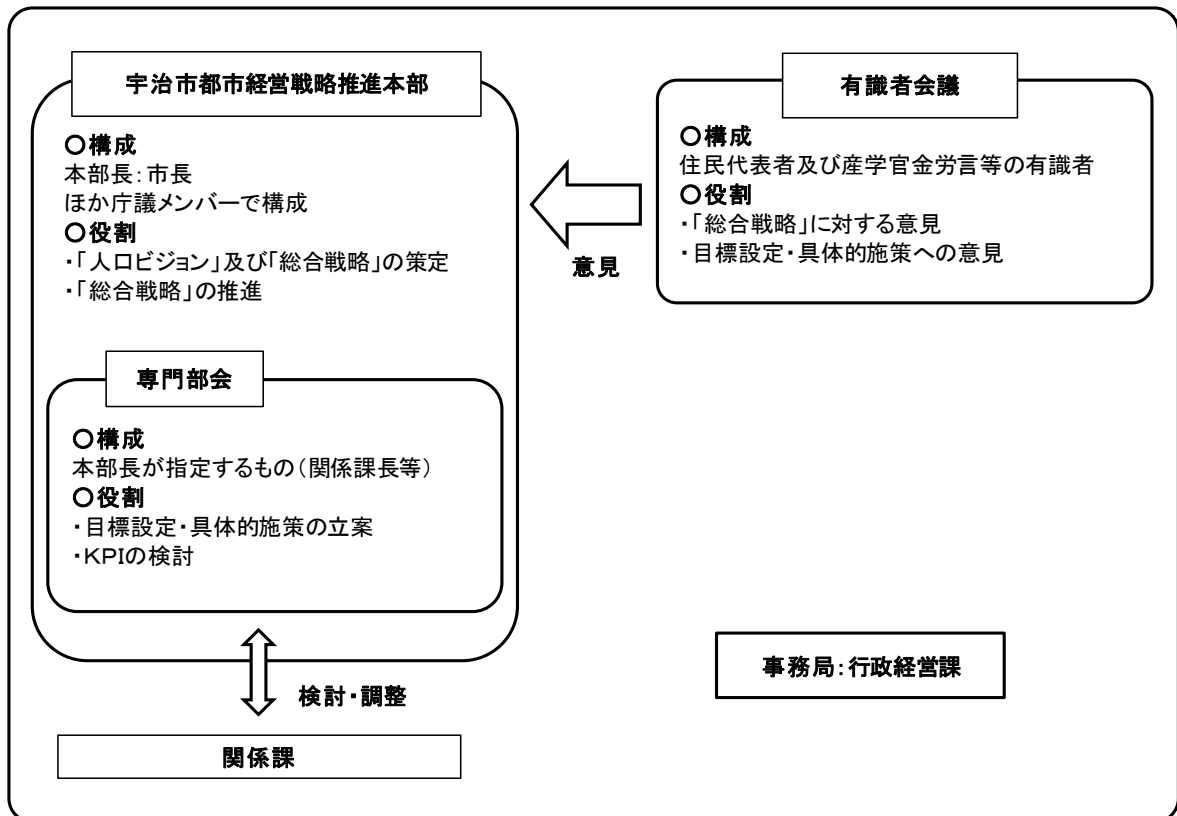 宇治市都市経営戦略推進本部
○構成
本部長：市長
ほか庁議メンバーで構成
○役割
・「人口ビジョン」及び「総合戦略」の策定
・「総合戦略」の推進
専門部会
○構成
本部長が指定するもの（関係課長等）
○役割
・目標設定・具体的施策の立案
・ＫＰＩの検討
検討・調整
関係課
意見
有識者会議
○構成
住民代表者及び産学官金労言等の有識者
○役割
・「総合戦略」に対する意見
・目標設定・具体的施策への意見
事務局：行政経営課